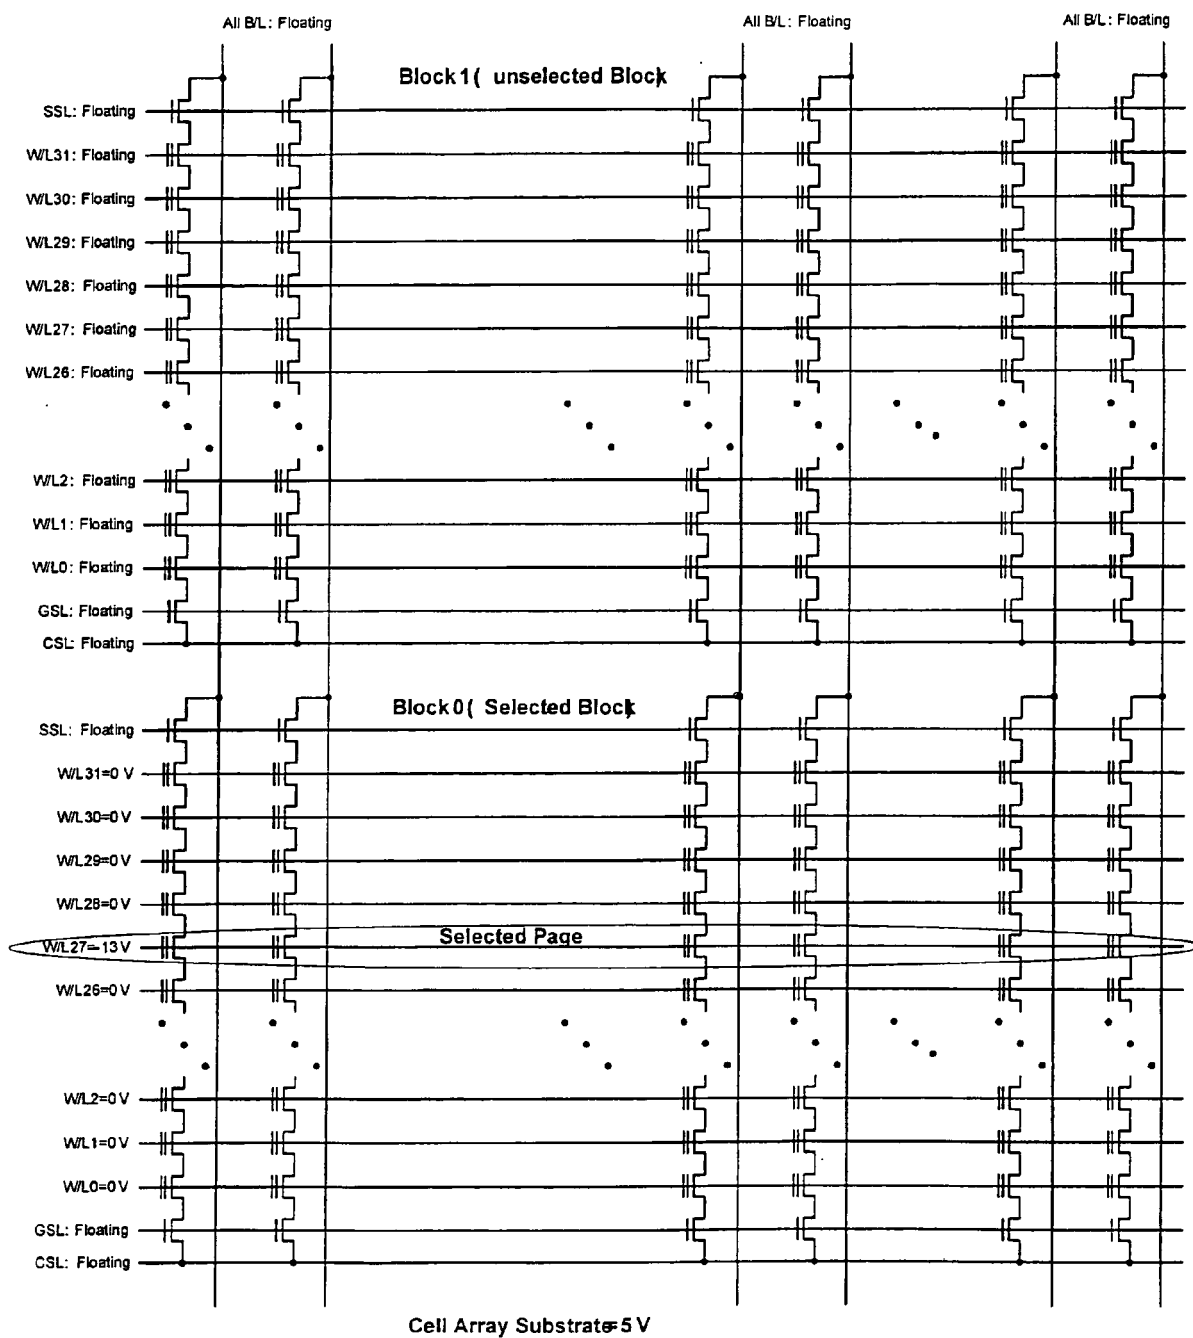 All B/L: Floating All B/L: Floating All B/L: Floating
Block1( unselected Block)
SSL: Floating
W/L31: Floating
W/L30: Floating
W/L29: Floating
W/L28: Floating
W/L27: Floating
W/L26: Floating
W/L2: Floating
W/L1: Floating
W/L0: Floating
GSL: Floating
CSL: Floating
Block0( Selected Block)
SSL: Floating
W/L31=0 V
W/L30=0 V
W/L29=0 V
W/L28=0 V
W/L27=-13 V Selected Page
W/L26=0 V
W/L2=0 V
W/L1=0 V
W/L0=0 V
GSL: Floating
CSL: Floating
Cell Array Substrate=5 V